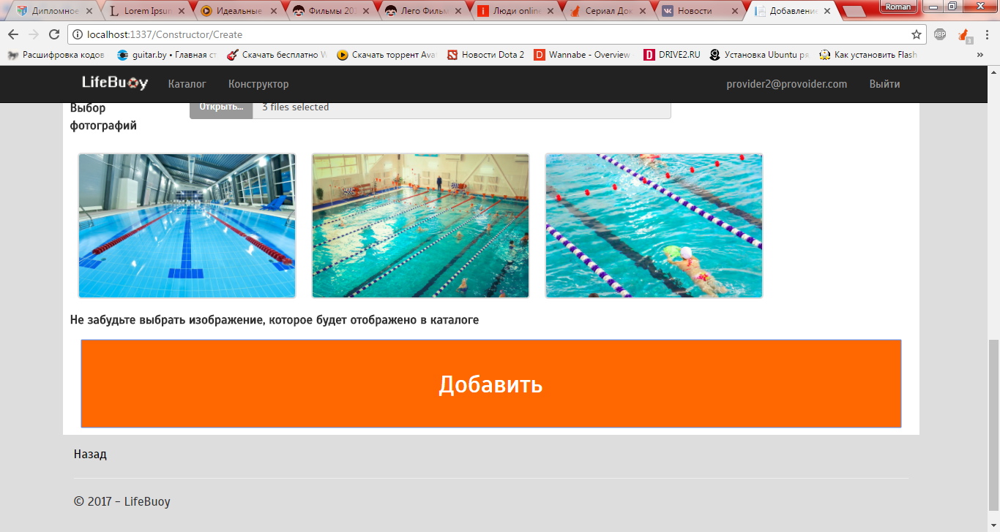 Дипломное
Lorem Ipsum
Идеальные
Фильмы 20
Лего Филь
Люди online
Сериал Док
Новости
Добавление
Roman
localhost:1337/Constructor/Create
ABP
3
Расшифровка кодов
guitar.by • Главная ст
Скачать бесплатно
Скачать торрент Ava
Новости Dota 2
Wannabe - Overview
DRIVE2.RU
Установка Ubuntu ря
Как установить Flash
»
LifeBuoy
Каталог
Конструктор
provider2@provoider.com
Выйти
Выбор
фотографий
Открыть...
3 files selected
Не забудьте выбрать изображение, которое будет отображено в каталоге
Добавить
Назад
© 2017 - LifeBuoy